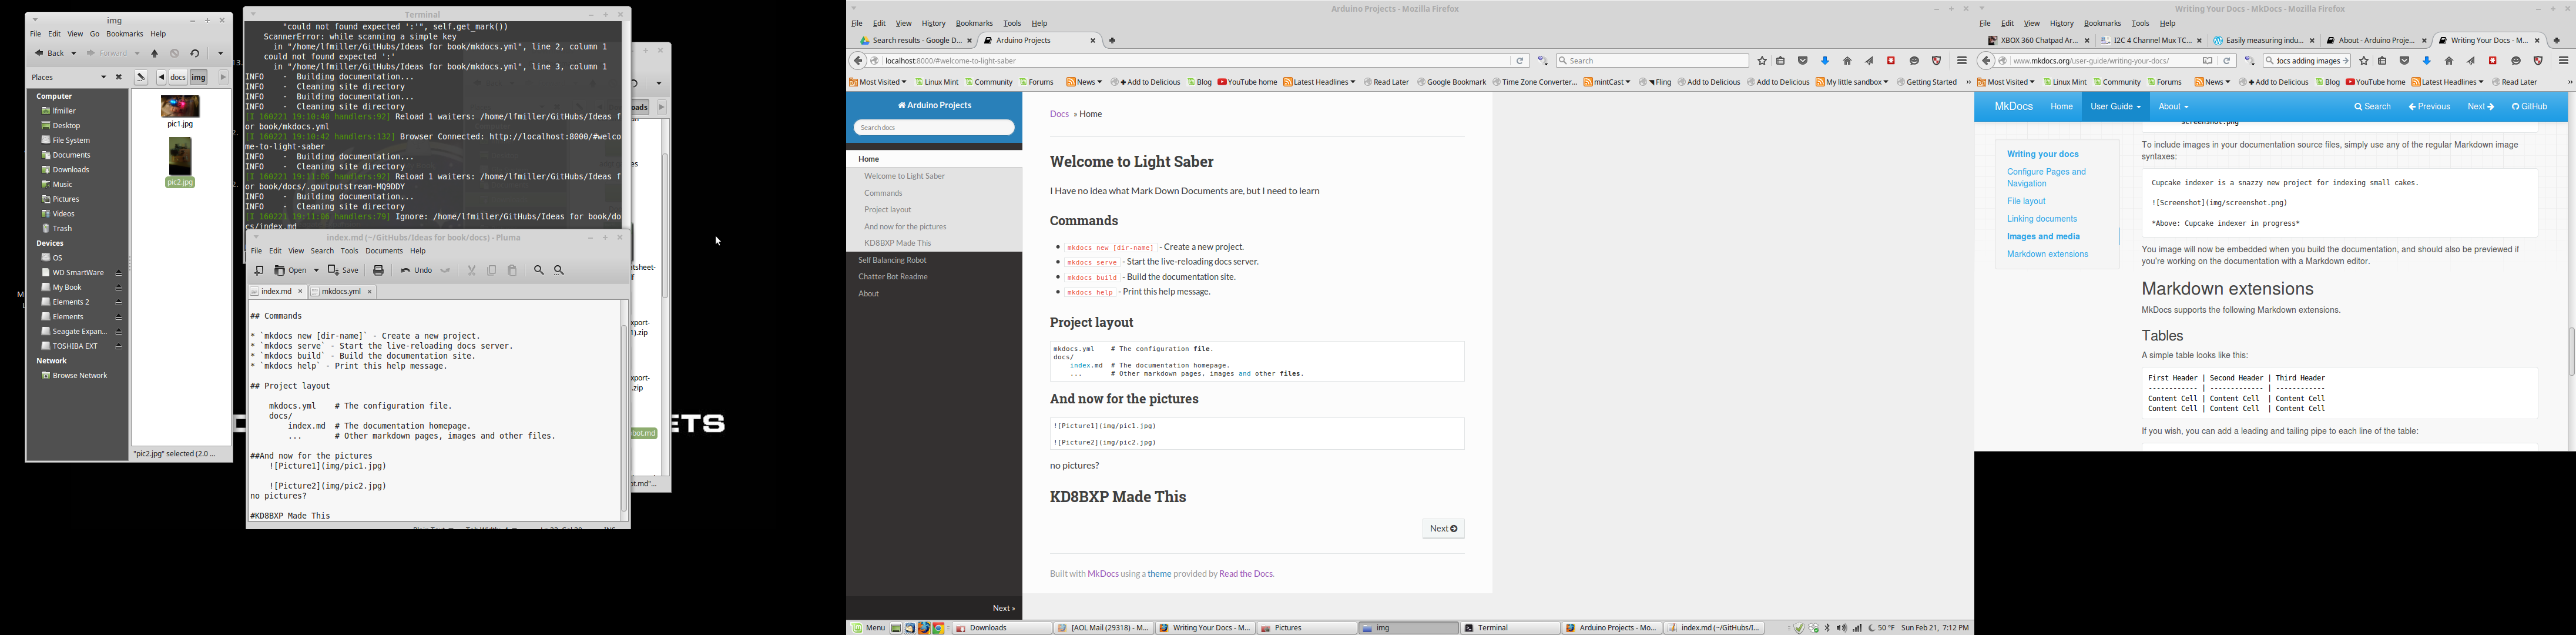 img
File Edit View Go Bookmarks Help
Back Forward
Places
docs img
Computer
lfmiller
Desktop
File System
Documents
Downloads
Music
Pictures
Videos
Trash
Devices
OS
WD SmartWare
My Book
Elements 2
Elements
Seagate Expan...
TOSHIBA EXT
Network
Browse Network
pic1.jpg
pic2.jpg
"pic2.jpg" selected (2.0 ...
Terminal
"could not found expected ':'", self.get_mark())
ScannerError: while scanning a simple key
in "/home/lfmiller/GitHubs/Ideas for book/mkdocs.yml", line 2, column 1
could not found expected ':'
in "/home/lfmiller/GitHubs/Ideas for book/mkdocs.yml", line 3, column 1
INFO - Building documentation...
INFO - Cleaning site directory
INFO - Building documentation...
INFO - Cleaning site directory
[I 160221 19:10:40 handlers:92] Reload 1 waiters: /home/lfmiller/GitHubs/Ideas f
or book/mkdocs.yml
[I 160221 19:10:42 handlers:132] Browser Connected: http://localhost:8000/#welco
me-to-light-saber
INFO - Building documentation...
INFO - Cleaning site directory
[I 160221 19:11:06 handlers:92] Reload 1 waiters: /home/lfmiller/GitHubs/Ideas f
or book/docs/.goutputstream-MQ9DDY
INFO - Building documentation...
INFO - Cleaning site directory
[I 160221 19:11:06 handlers:79] Ignore: /home/lfmiller/GitHubs/Ideas for book/do
cs/index.md
index.md (~/GitHubs/Ideas for book/docs) - Pluma
File Edit View Search Tools Documents Help
Open Save Undo
index.md mkdocs.yml
## Commands
* `mkdocs new [dir-name]` - Create a new project.
* `mkdocs serve` - Start the live-reloading docs server.
* `mkdocs build` - Build the documentation site.
* `mkdocs help` - Print this help message.
## Project layout
mkdocs.yml # The configuration file.
docs/
index.md # The documentation homepage.
... # Other markdown pages, images and other files.
##And now for the pictures
![Picture1](img/pic1.jpg)
![Picture2](img/pic2.jpg)
no pictures?
#KD8BXP Made This
ETS
Arduino Projects - Mozilla Firefox
File Edit View History Bookmarks Tools Help
Search results - Google D... Arduino Projects
localhost:8000/#welcome-to-light-saber Search
Most Visited Linux Mint Community Forums News Add to Delicious Blog YouTube home Latest Headlines Read Later Google Bookmark Time Zone Converter... mintCast Fling Add to Delicious Add to Delicious My little sandbox Getting Started
Arduino Projects
Search docs
Home
Welcome to Light Saber
Commands
Project layout
And now for the pictures
KD8BXP Made This
Self Balancing Robot
Chatter Bot Readme
About
Next »
Docs » Home
Welcome to Light Saber
I Have no idea what Mark Down Documents are, but I need to learn
Commands
mkdocs new [dir-name] - Create a new project.
mkdocs serve - Start the live-reloading docs server.
mkdocs build - Build the documentation site.
mkdocs help - Print this help message.
Project layout
mkdocs.yml # The configuration file.
docs/
index.md # The documentation homepage.
... # Other markdown pages, images and other files.
And now for the pictures
![Picture1](img/pic1.jpg)
![Picture2](img/pic2.jpg)
no pictures?
KD8BXP Made This
Next
Built with MkDocs using a theme provided by Read the Docs.
Menu Downloads [AOL Mail (29318) - M... Writing Your Docs - M... Pictures img Terminal Arduino Projects - Mo... index.md (~/GitHubs/I... 50 °F Sun Feb 21, 7:12 PM
Writing Your Docs - MkDocs - Mozilla Firefox
File Edit View History Bookmarks Tools Help
XBOX 360 Chatpad Ar... I2C 4 Channel Mux TC... Easily measuring indu... About - Arduino Proje... Writing Your Docs - M...
www.mkdocs.org/user-guide/writing-your-docs/ docs adding images
Most Visited Linux Mint Community Forums News Add to Delicious Blog YouTube home Latest Headlines Read Later
MkDocs Home User Guide About Search Previous Next GitHub
Writing your docs
Configure Pages and
Navigation
File layout
Linking documents
Images and media
Markdown extensions
screenshot.png
To include images in your documentation source files, simply use any of the regular Markdown image
syntaxes:
Cupcake indexer is a snazzy new project for indexing small cakes.
![Screenshot](img/screenshot.png)
*Above: Cupcake indexer in progress*
You image will now be embedded when you build the documentation, and should also be previewed if
you're working on the documentation with a Markdown editor.
Markdown extensions
MkDocs supports the following Markdown extensions.
Tables
A simple table looks like this:
First Header | Second Header | Third Header
------------ | ------------- | ------------
Content Cell | Content Cell | Content Cell
Content Cell | Content Cell | Content Cell
If you wish, you can add a leading and tailing pipe to each line of the table: